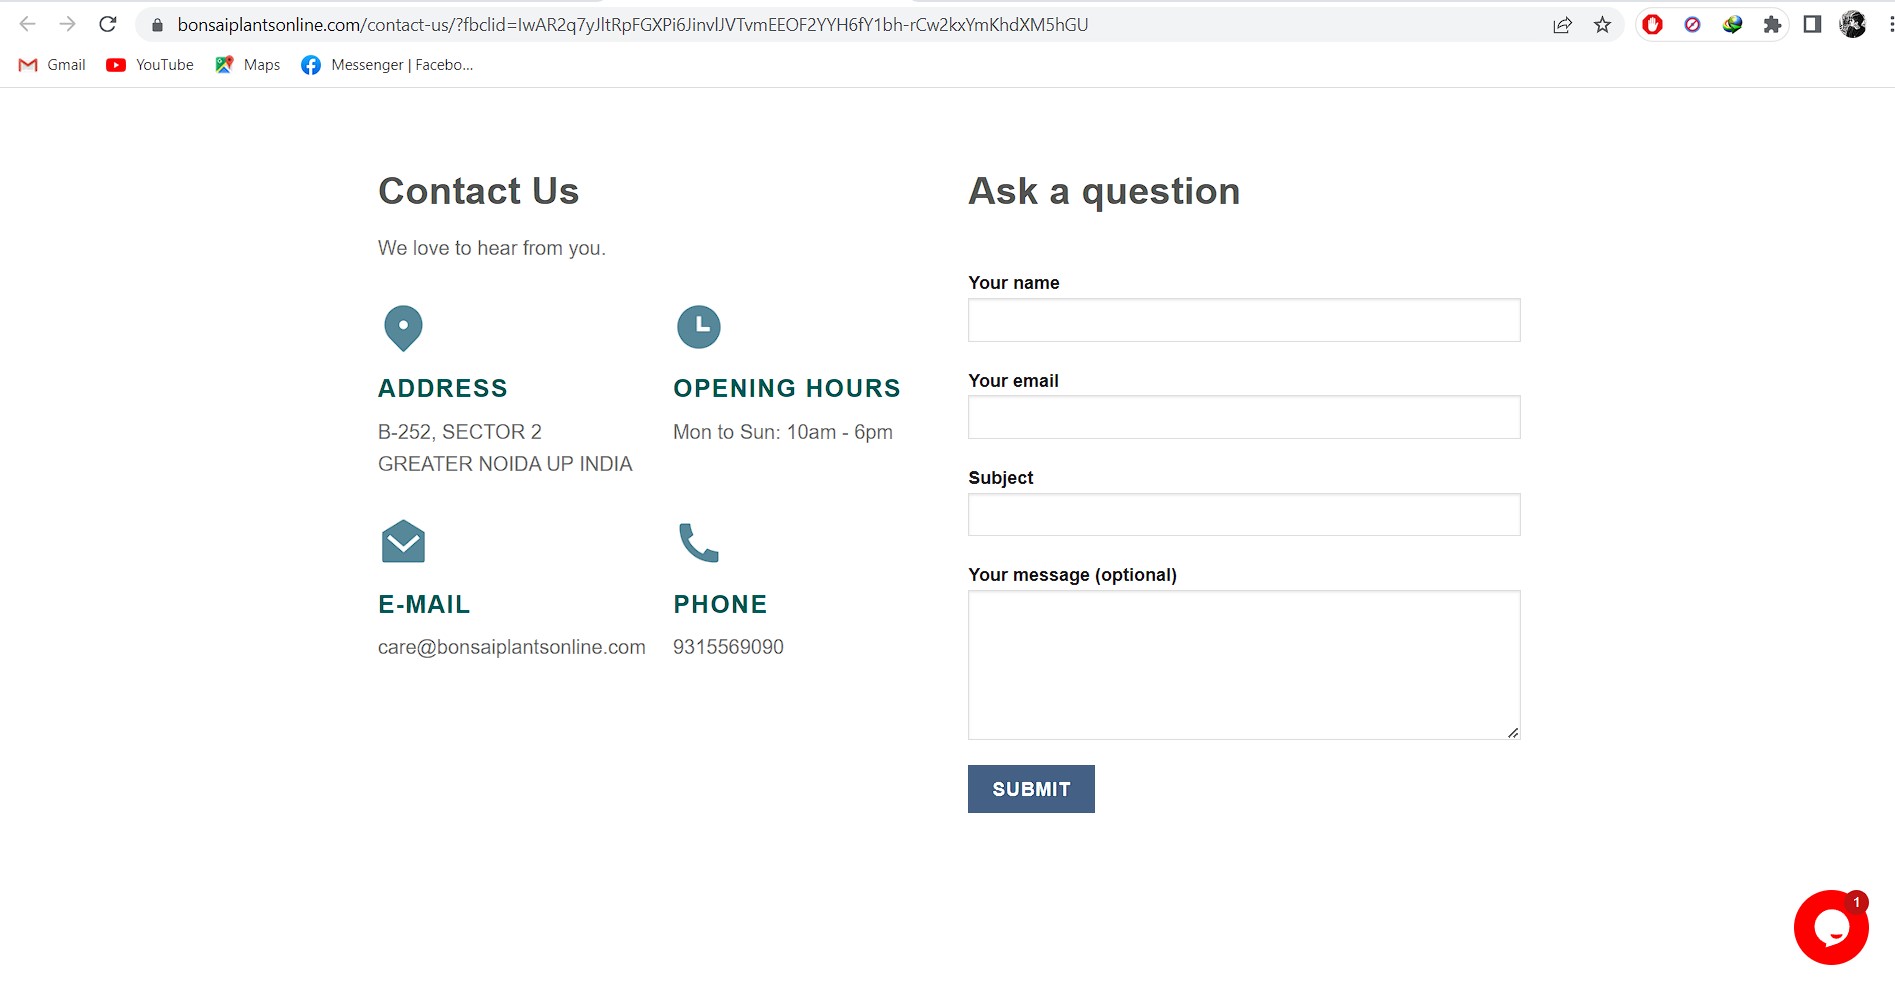 bonsaiplantsonline.com/contact-us/?fbclid=IwAR2q7yJltRpFGXPi6JinvlJVTvmEEOF2YYH6fY1bh-rCw2kxYmKhdXM5hGU
Gmail YouTube Maps Messenger | Facebo...
Contact Us
We love to hear from you.
ADDRESS
B-252, SECTOR 2
GREATER NOIDA UP INDIA
OPENING HOURS
Mon to Sun: 10am - 6pm
E-MAIL
care@bonsaiplantsonline.com
PHONE
9315569090
Ask a question
Your name
Your email
Subject
Your message (optional)
SUBMIT
1